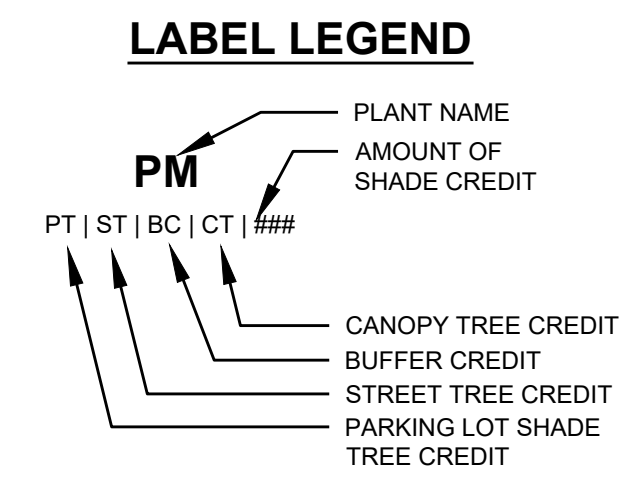 LABEL LEGEND
PLANT NAME
PM
AMOUNT OF
SHADE CREDIT
PT | ST | BC | CT | ###
CANOPY TREE CREDIT
BUFFER CREDIT
STREET TREE CREDIT
PARKING LOT SHADE
TREE CREDIT